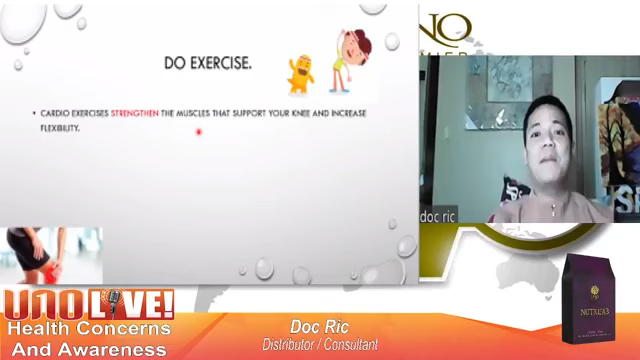 DO EXERCISE.
• CARDIO EXERCISES STRENGTHEN THE MUSCLES THAT SUPPORT YOUR KNEE AND INCREASE
FLEXIBILITY.
doc ric
UNO LIVE!
Health Concerns
And Awareness
Doc Ric
Distributor / Consultant